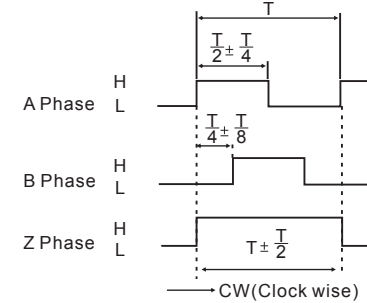 T
T/2 ± T/4
A Phase H L
T/4 ± T/8
B Phase H L
Z Phase H L T ± T/2
CW(Clock wise)